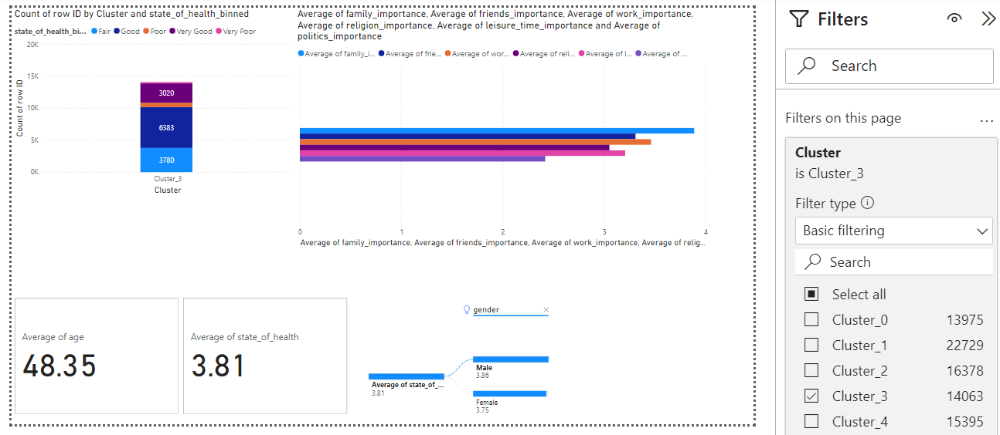 Count of row ID by Cluster and state_of_health_binned
state_of_health_bi... Fair Good Poor Very Good Very Poor
20K
15K
10K
5K
0K
Count of row ID
3020
6383
3780
Cluster_3
Cluster
Average of family_importance, Average of friends_importance, Average of work_importance,
Average of religion_importance, Average of leisure_time_importance and Average of
politics_importance
Average of family_i... Average of frie... Average of wor... Average of reli... Average of l... Average of ...
0 1 2 3 4
Average of family_importance, Average of friends_importance, Average of work_importance, Average of relig...
Average of age
48.35
Average of state_of_health
3.81
gender
Average of state_of_...
3.81
Male
3.86
Female
3.75
Filters
Search
Filters on this page ...
Cluster
is Cluster_3
Filter type
Basic filtering
Search
Select all
Cluster_0 13975
Cluster_1 22729
Cluster_2 16378
Cluster_3 14063
Cluster_4 15395